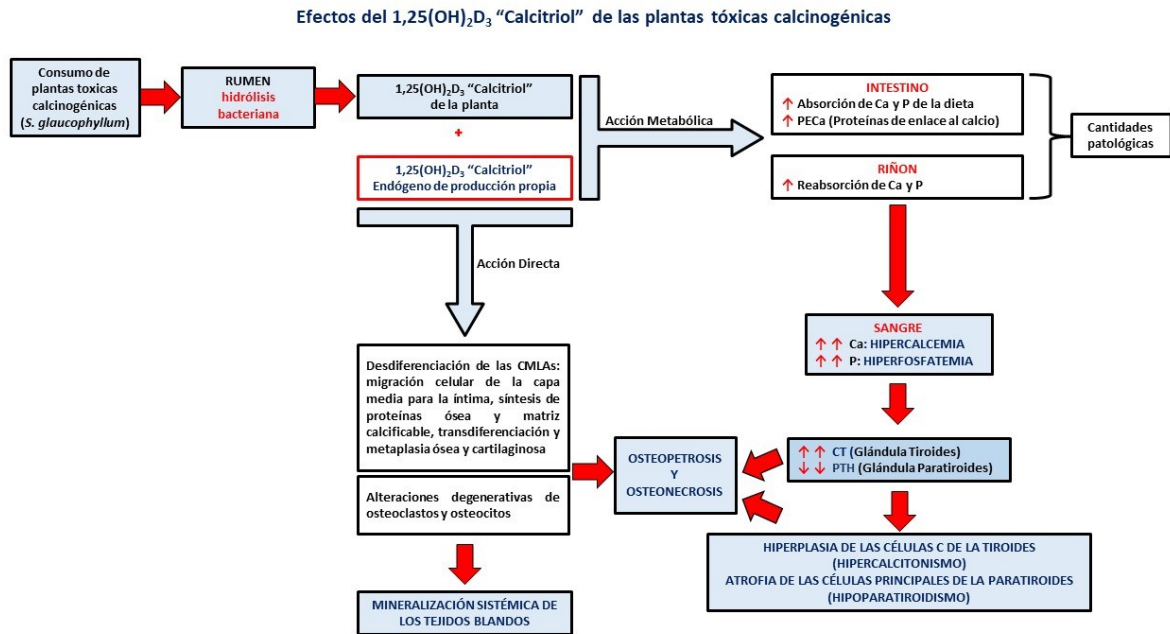 Efectos del 1,25(OH)₂D₃ “Calcitriol” de las plantas tóxicas calcinogénicas
Consumo de
plantas toxicas
calcinogénicas
(S. glaucophyllum)
RUMEN
hidrólisis
bacteriana
1,25(OH)₂D₃ “Calcitriol”
de la planta
+
1,25(OH)₂D₃ “Calcitriol”
Endógeno de producción propia
Acción Metabólica
INTESTINO
↑ Absorción de Ca y P de la dieta
↑ PECa (Proteínas de enlace al calcio)
RIÑON
↑ Reabsorción de Ca y P
Cantidades
patológicas
Acción Directa
SANGRE
↑ ↑ Ca: HIPERCALCEMIA
↑ ↑ P: HIPERFOSFATEMIA
Desdiferenciación de las CMLAs:
migración celular de la capa
media para la íntima, síntesis de
proteínas ósea y matriz
calcificable, transdiferenciación y
metaplasia ósea y cartilaginosa
Alteraciones degenerativas de
osteoclastos y osteocitos
OSTEOPETROSIS
Y
OSTEONECROSIS
↑ ↑ CT (Glándula Tiroides)
↓ ↓ PTH (Glándula Paratiroides)
HIPERPLASIA DE LAS CÉLULAS C DE LA TIROIDES
(HIPERCALCITONISMO)
ATROFIA DE LAS CÉLULAS PRINCIPALES DE LA PARATIROIDES
(HIPOPARATIROIDISMO)
MINERALIZACIÓN SISTÉMICA DE
LOS TEJIDOS BLANDOS